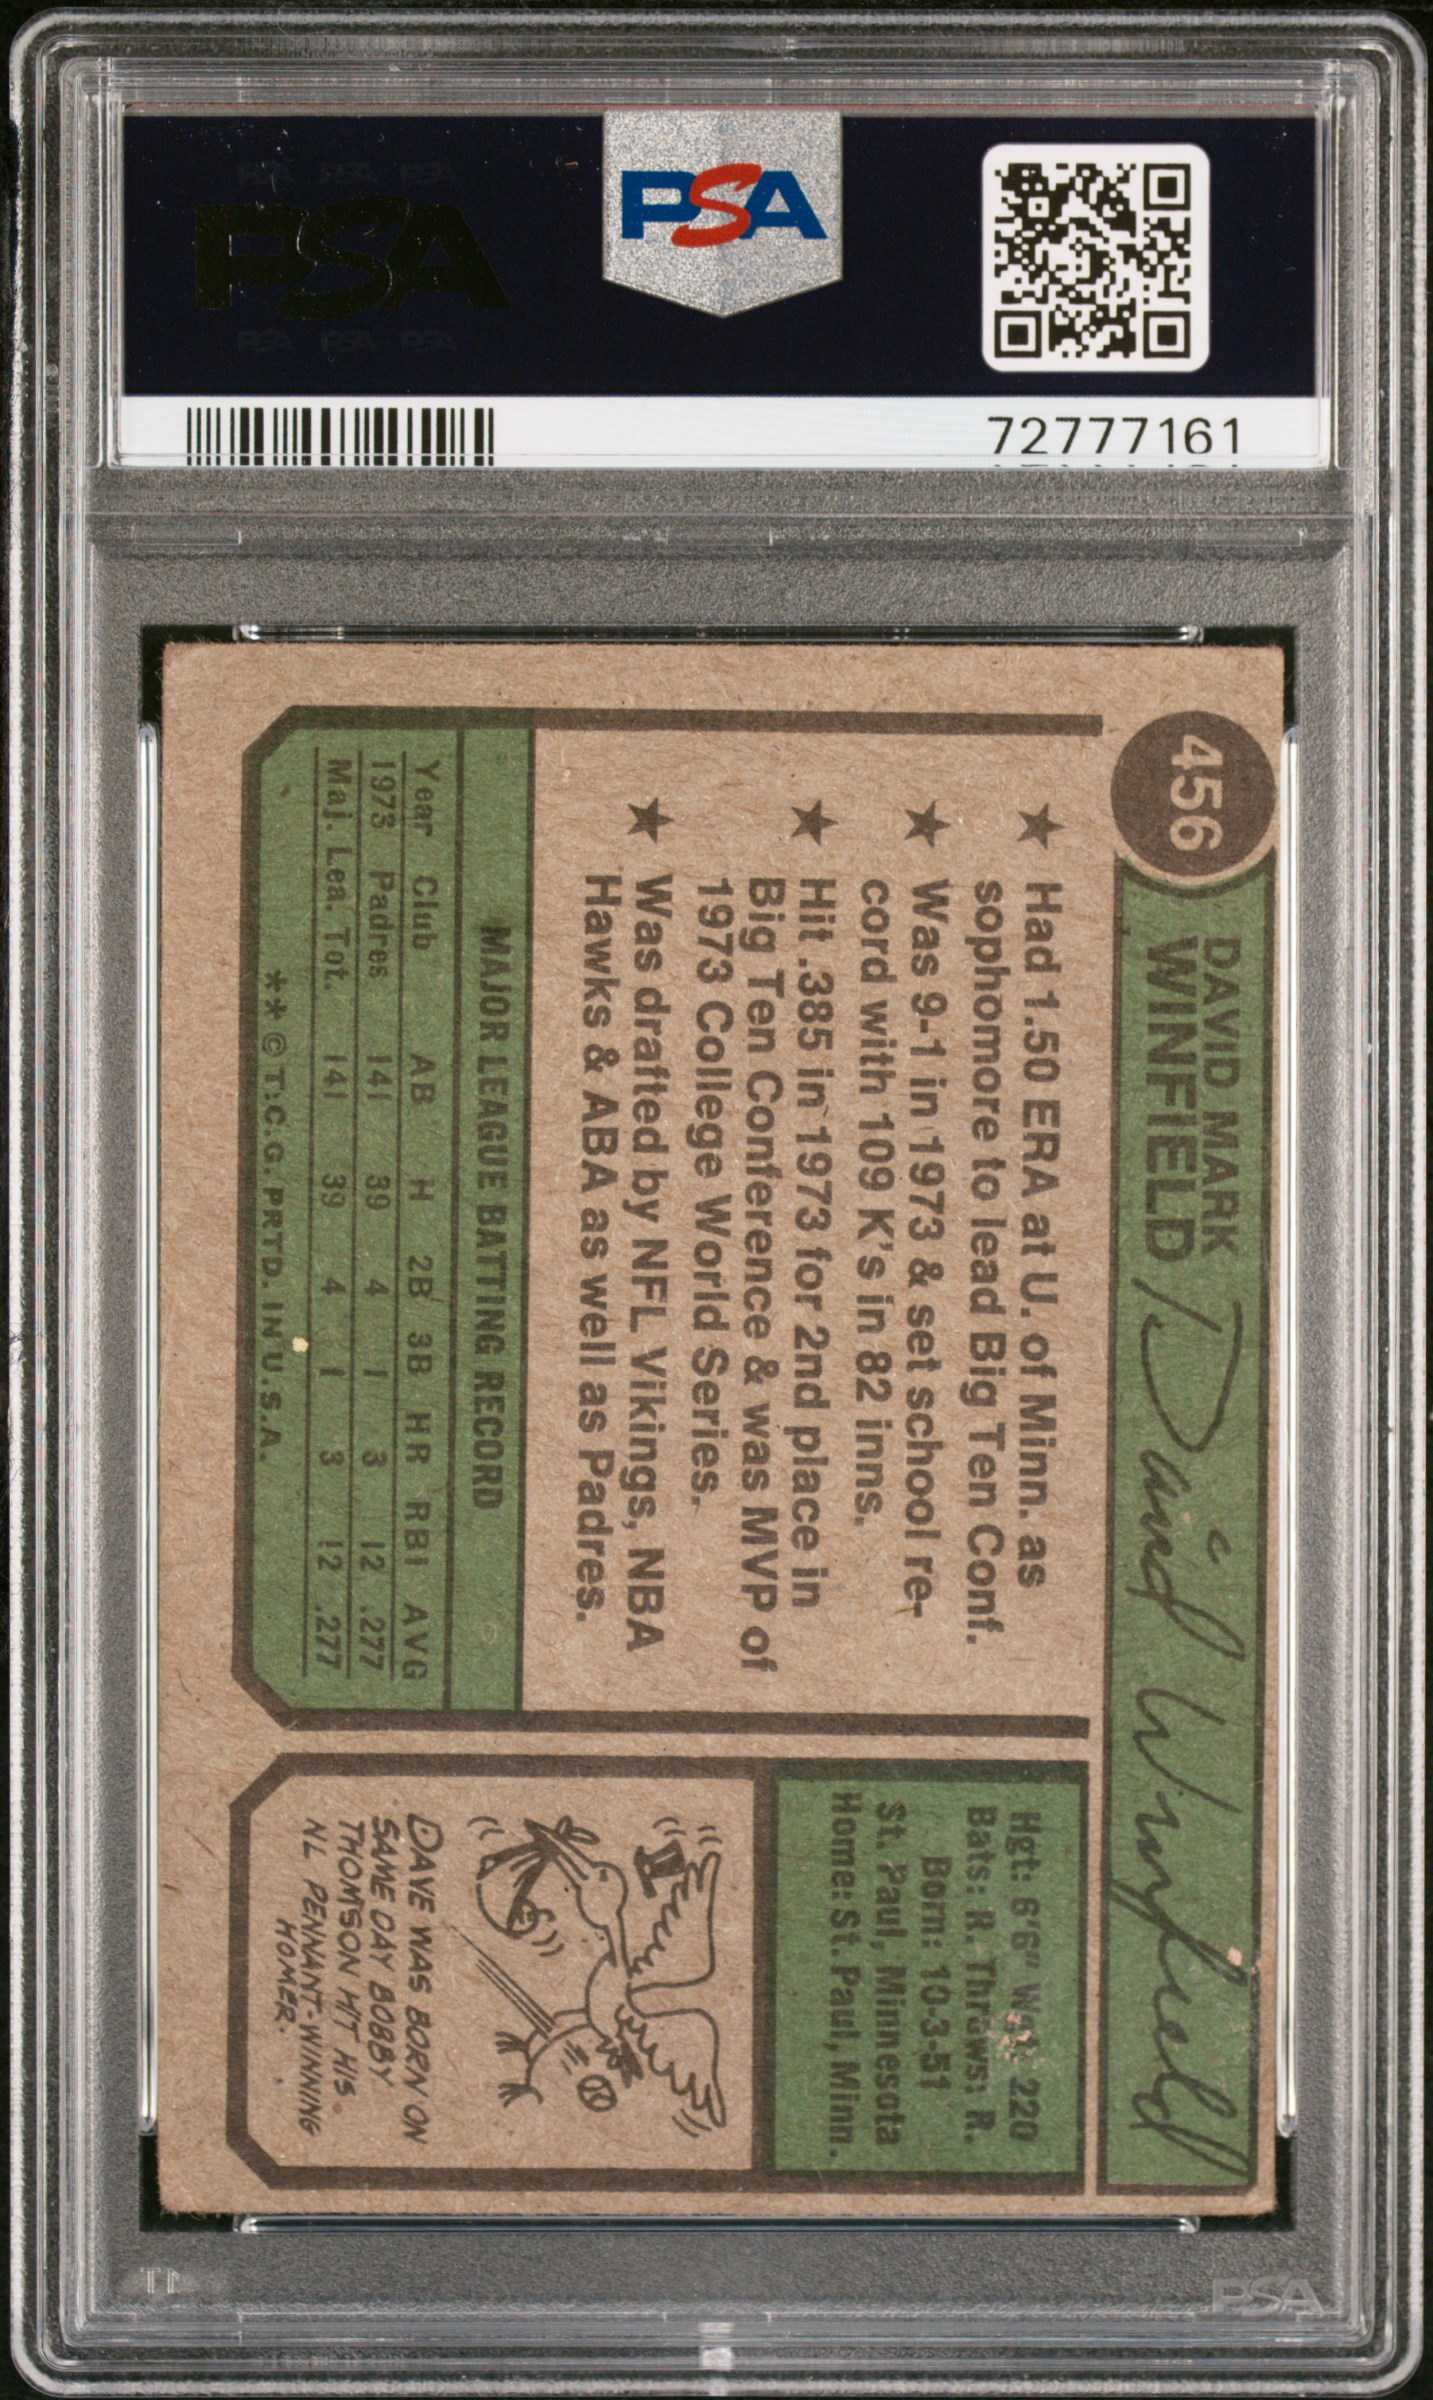 PSA
PSA PSA PSA
PSA
PSA PSA PSA
72777161
456
DAVID MARK
WINFIELD
David Winfield
★ Had 1.50 ERA at U. of Minn. as
sophomore to lead Big Ten Conf.
★ Was 9-1 in 1973 & set school re-
cord with 109 K's in 82 inns.
★ Hit .385 in 1973 for 2nd place in
Big Ten Conference & was MVP of
1973 College World Series.
★ Was drafted by NFL Vikings, NBA
Hawks & ABA as well as Padres.
MAJOR LEAGUE BATTING RECORD
Year Club AB H 2B 3B HR RBI AVG
1973 Padres 141 39 4 1 3 12 .277
Maj. Lea. Tot. 141 39 4 1 3 12 .277
** © T.C.G. PRTD. IN U.S.A.
Hgt: 6'6" Wgt: 220
Bats: R. Throws: R.
Born: 10-3-51
St. Paul, Minnesota
Home: St. Paul, Minn.
DAVE WAS BORN ON
SAME DAY BOBBY
THOMSON HIT HIS
NL PENNANT-WINNING
HOMER.
PSA